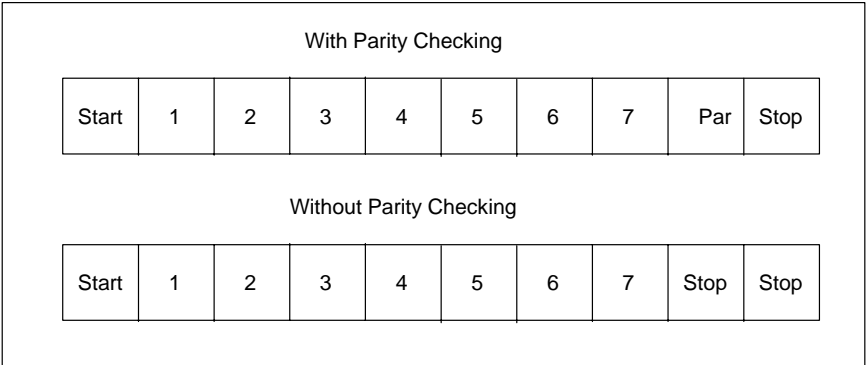 With Parity Checking
Start 1 2 3 4 5 6 7 Par Stop
Without Parity Checking
Start 1 2 3 4 5 6 7 Stop Stop